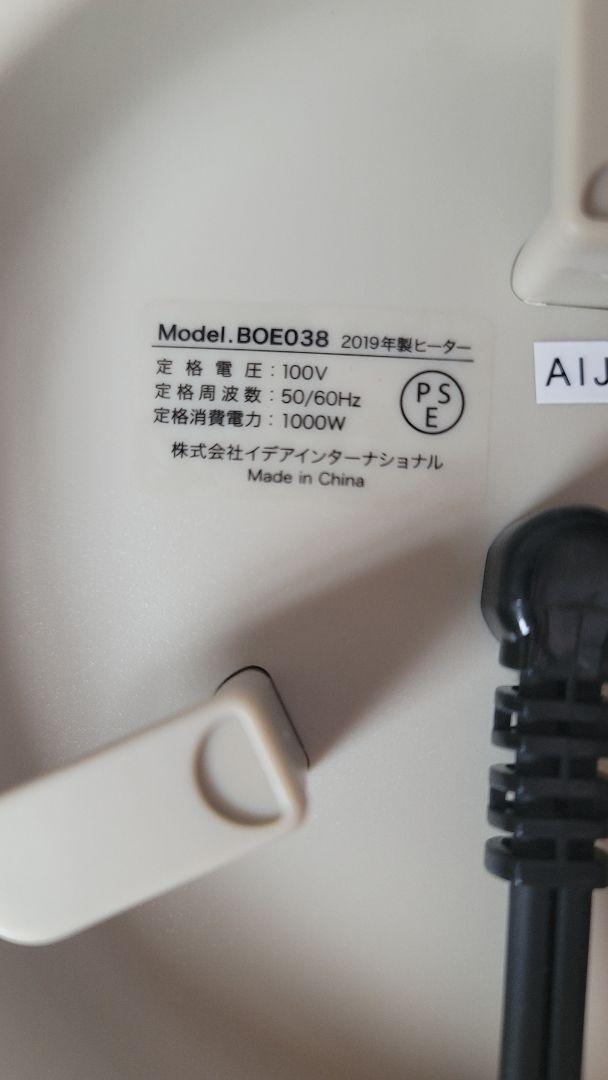 Model.BOE038 2019年製ヒーター
定格電圧：100V
定格周波数：50/60Hz
定格消費電力：1000W
PSE
株式会社イデアインターナショナル
Made in China
AIJ